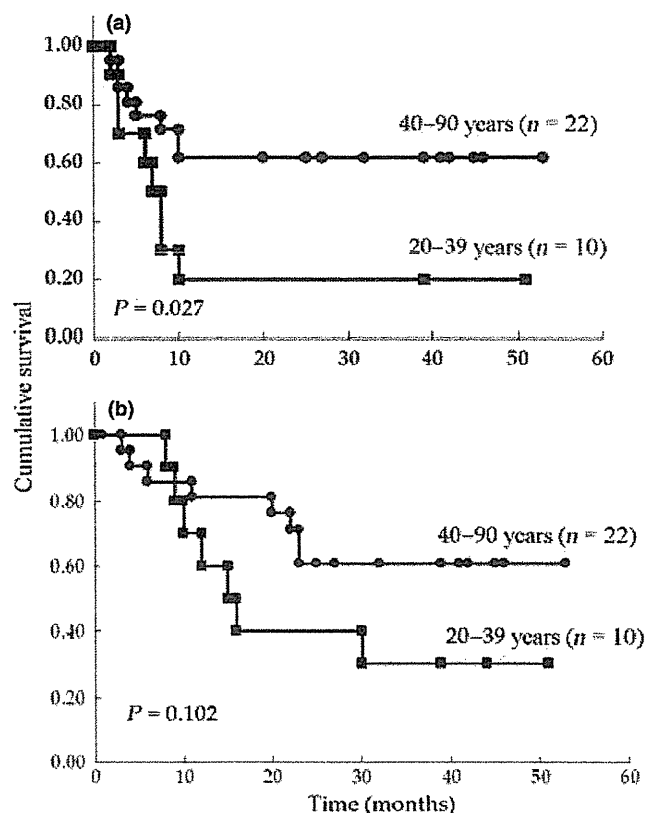 (a)
1.00
0.80
0.60
0.40
0.20
0.00
40–90 years (n = 22)
20–39 years (n = 10)
P = 0.027
0 10 20 30 40 50 60
Cumulative survival
(b)
1.00
0.80
0.60
0.40
0.20
0.00
40–90 years (n = 22)
20–39 years (n = 10)
P = 0.102
0 10 20 30 40 50 60
Time (months)